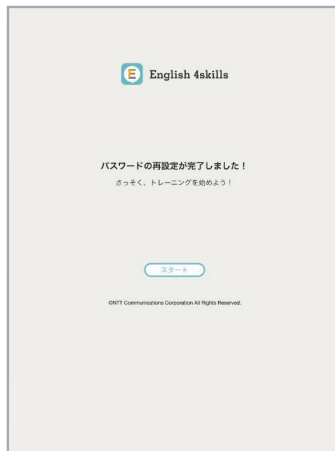 E English 4skills
パスワードの再設定が完了しました！
さっそく、トレーニングを始めよう！
スタート
©NTT Communications Corporation All Rights Reserved.